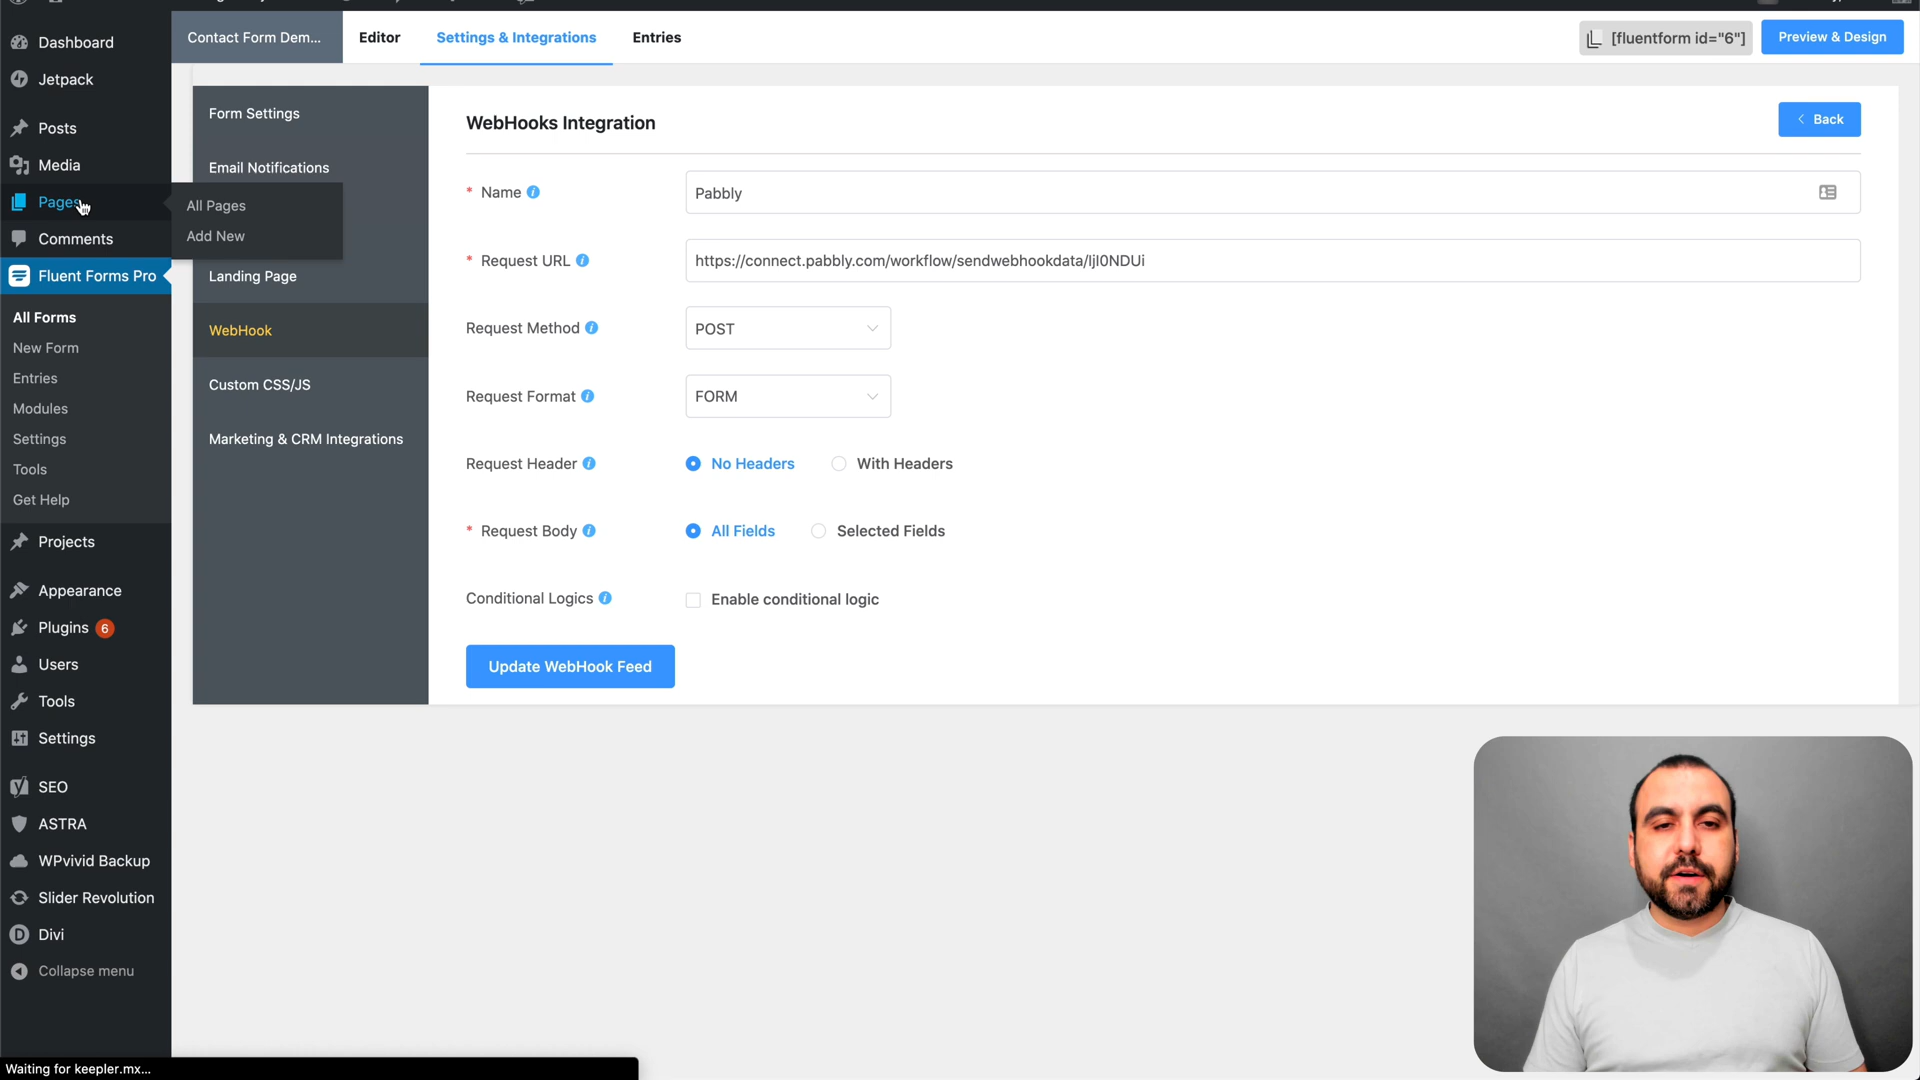 Dashboard
Jetpack
Posts
Media
Pages
Comments
Fluent Forms Pro
All Forms
New Form
Entries
Modules
Settings
Tools
Get Help
Projects
Appearance
Plugins 6
Users
Tools
Settings
SEO
ASTRA
WPvivid Backup
Slider Revolution
Divi
Collapse menu
All Pages
Add New
Contact Form Dem...
Editor
Settings & Integrations
Entries
[fluentform id="6"]
Preview & Design
Form Settings
Email Notifications
Landing Page
WebHook
Custom CSS/JS
Marketing & CRM Integrations
WebHooks Integration
Back
* Name
Pabbly
* Request URL
https://connect.pabbly.com/workflow/sendwebhookdata/IjI0NDUi
Request Method
POST
Request Format
FORM
Request Header
No Headers
With Headers
* Request Body
All Fields
Selected Fields
Conditional Logics
Enable conditional logic
Update WebHook Feed
Waiting for keepler.mx...